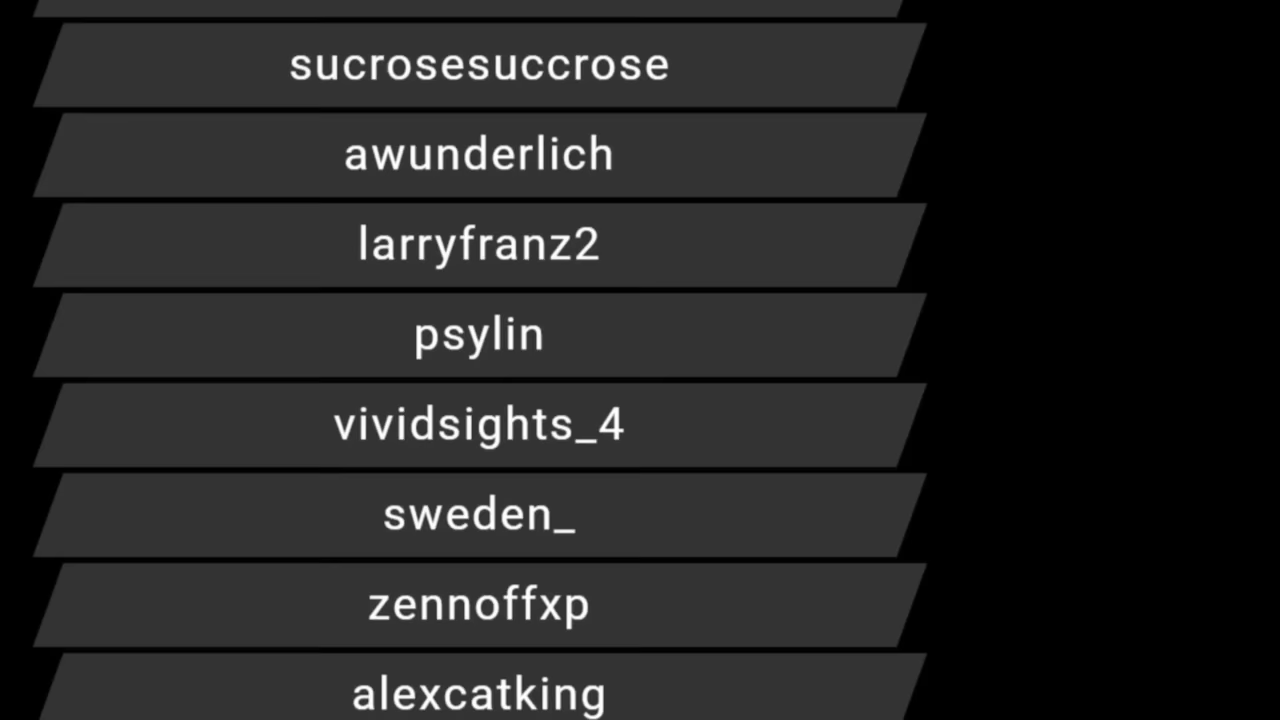 sucrosesuccrose
awunderlich
larryfranz2
psylin
vividsights_4
sweden_
zennoffxp
alexcatking